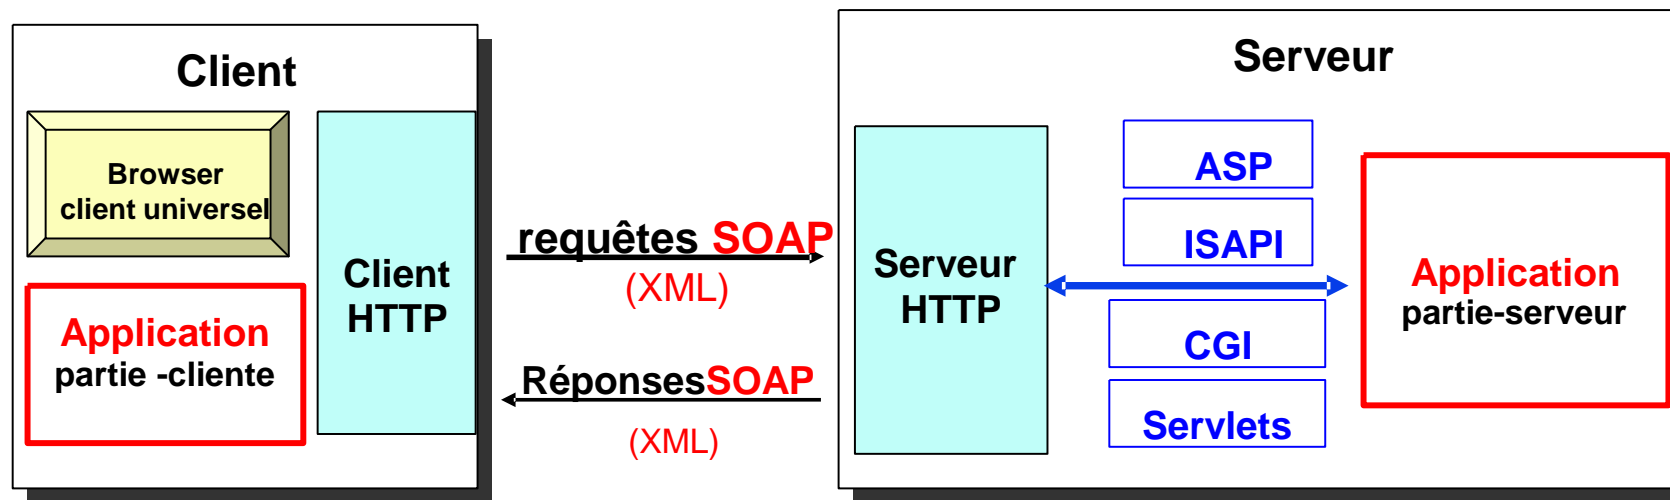 Client
Browser
client universel
Application
partie -cliente
Client
HTTP
requêtes SOAP
(XML)
RéponsesSOAP
(XML)
Serveur
Serveur
HTTP
ASP
ISAPI
CGI
Servlets
Application
partie-serveur